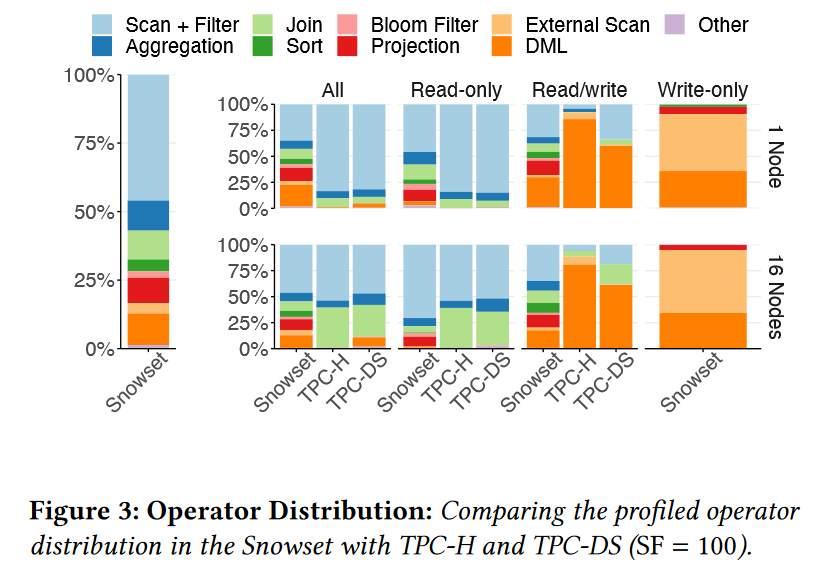 Scan + Filter Join Bloom Filter External Scan Other
Aggregation Sort Projection DML
All Read-only Read/write Write-only
100%
75%
50%
25%
0%
Snowset
100%
75%
50%
25%
0%
1 Node
100%
75%
50%
25%
0%
16 Nodes
Snowset TPC-H TPC-DS Snowset TPC-H TPC-DS Snowset TPC-H TPC-DS Snowset
Figure 3: Operator Distribution: Comparing the profiled operator
distribution in the Snowset with TPC-H and TPC-DS (SF = 100).